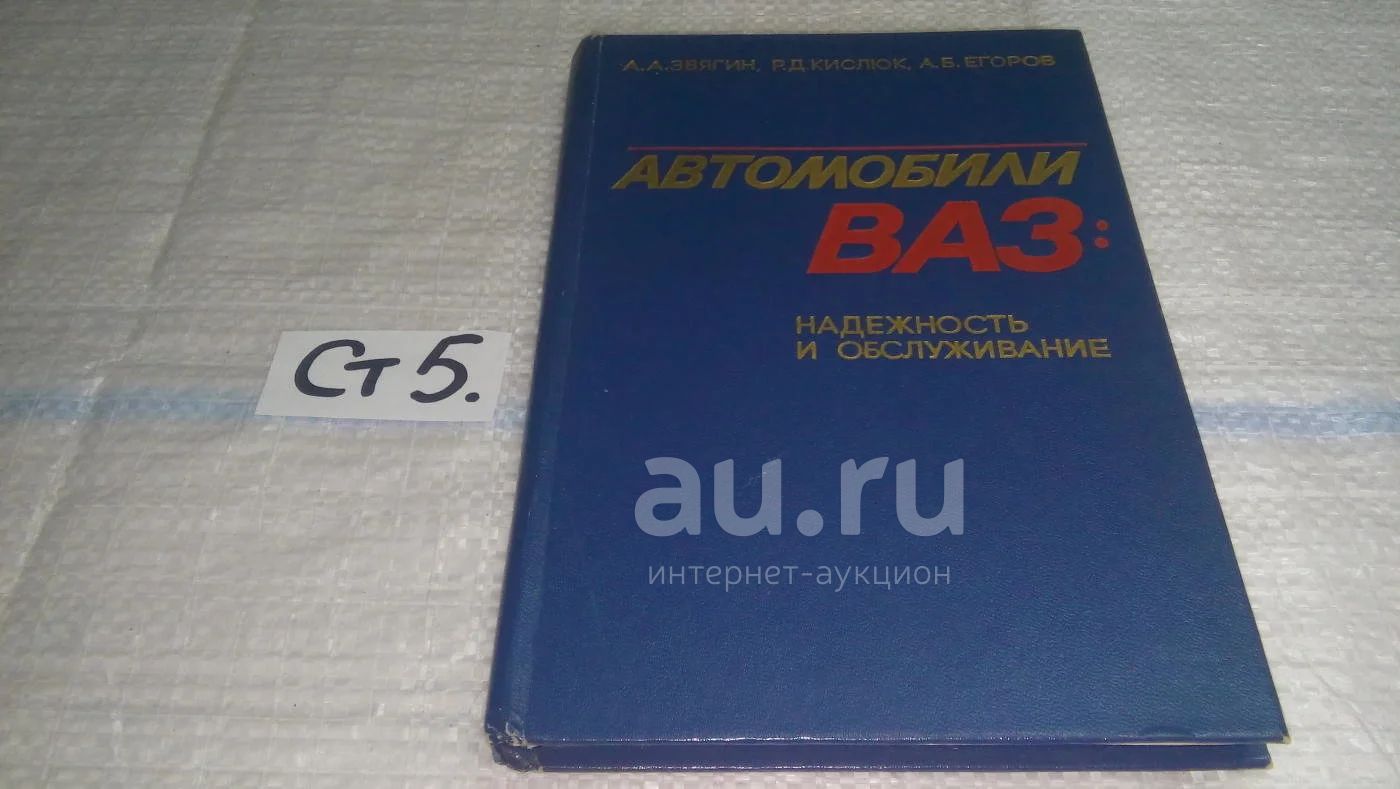 А.А.ЗВЯГИН, Р.Д.КИСЛЮК, А.Б.ЕГОРОВ
АВТОМОБИЛИ
ВАЗ:
НАДЕЖНОСТЬ
И ОБСЛУЖИВАНИЕ
Ст 5.
au.ru
интернет-аукцион